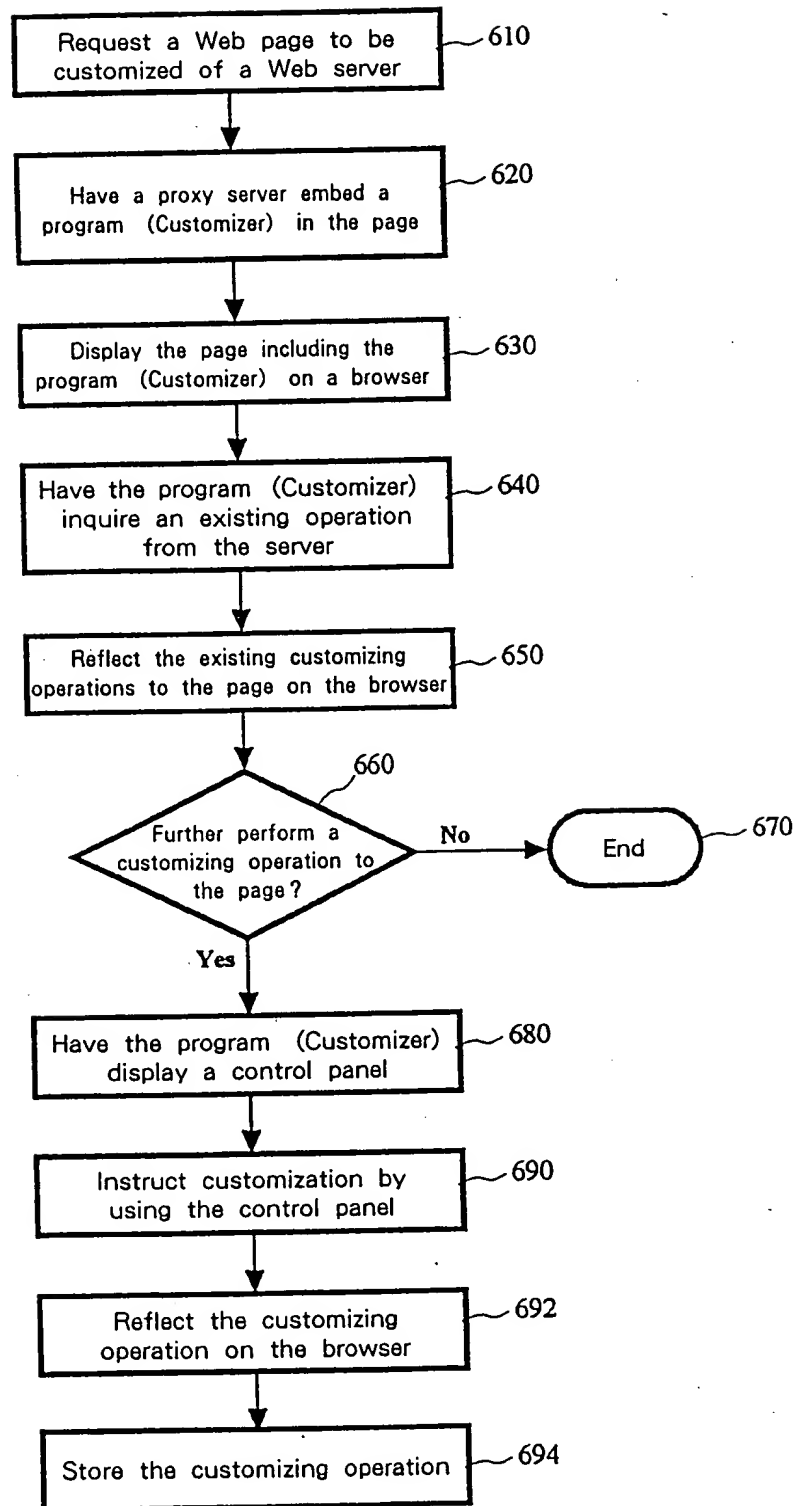 Request a Web page to be
customized of a Web server
610
Have a proxy server embed a
program (Customizer) in the page
620
Display the page including the
program (Customizer) on a browser
630
Have the program (Customizer)
inquire an existing operation
from the server
640
Reflect the existing customizing
operations to the page on the browser
650
660
Further perform a
customizing operation to
the page?
No
End
670
Yes
Have the program (Customizer)
display a control panel
680
Instruct customization by
using the control panel
690
Reflect the customizing
operation on the browser
692
Store the customizing operation
694